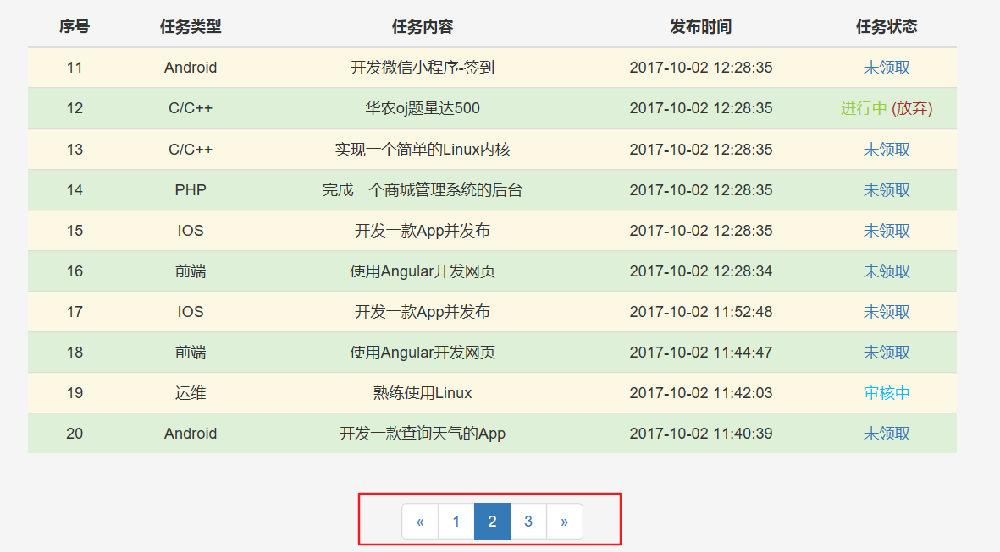 序号 任务类型 任务内容 发布时间 任务状态
11 Android 开发微信小程序-签到 2017-10-02 12:28:35 未领取
12 C/C++ 华农oj题量达500 2017-10-02 12:28:35 进行中 (放弃)
13 C/C++ 实现一个简单的Linux内核 2017-10-02 12:28:35 未领取
14 PHP 完成一个商城管理系统的后台 2017-10-02 12:28:35 未领取
15 IOS 开发一款App并发布 2017-10-02 12:28:35 未领取
16 前端 使用Angular开发网页 2017-10-02 12:28:34 未领取
17 IOS 开发一款App并发布 2017-10-02 11:52:48 未领取
18 前端 使用Angular开发网页 2017-10-02 11:44:47 未领取
19 运维 熟练使用Linux 2017-10-02 11:42:03 审核中
20 Android 开发一款查询天气的App 2017-10-02 11:40:39 未领取
« 1 2 3 »